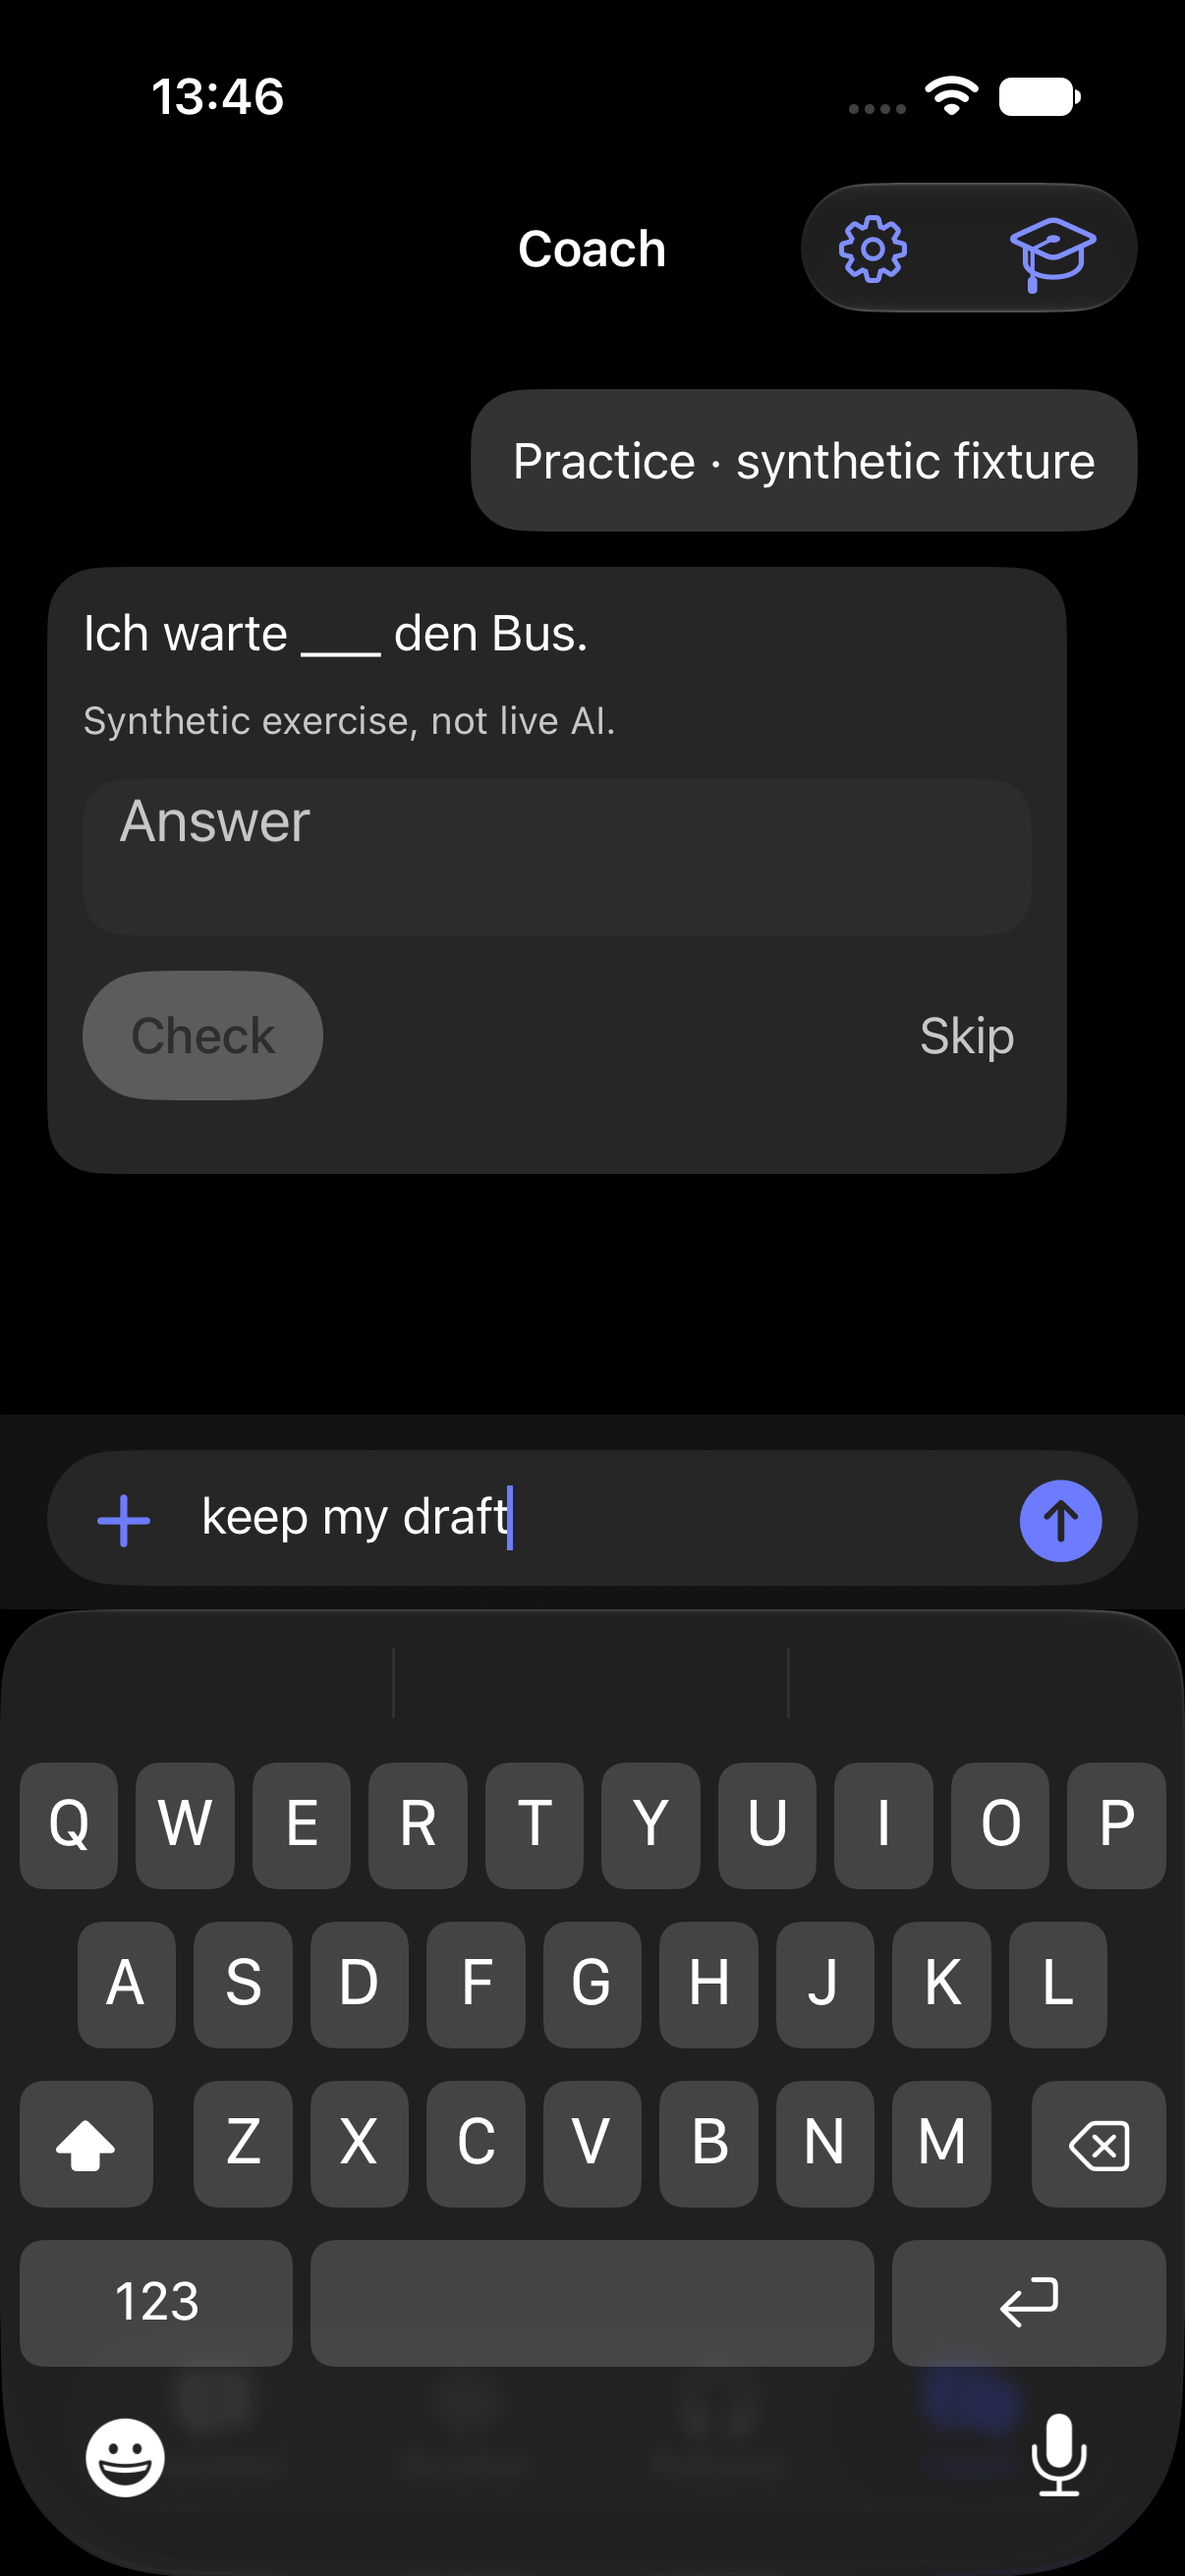 13:46
Coach
Practice · synthetic fixture
Ich warte ____ den Bus.
Synthetic exercise, not live AI.
Answer
Check Skip
keep my draft
Q W E R T Y U I O P
A S D F G H J K L
Z X C V B N M
123